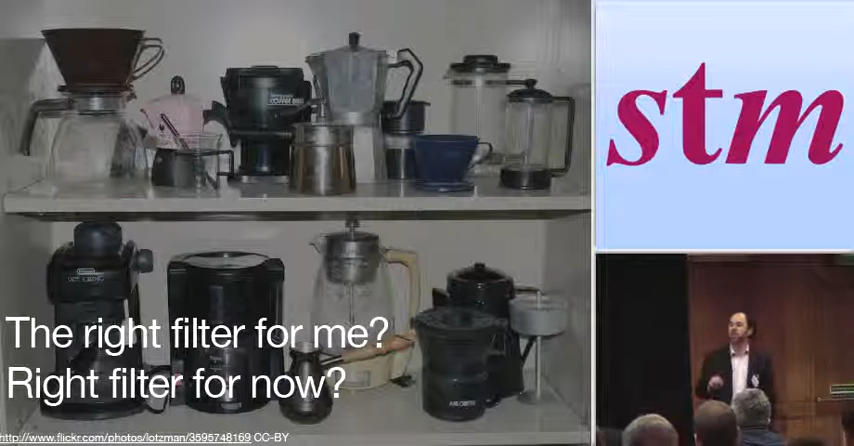 The right filter for me?
Right filter for now?
http://www.flickr.com/photos/lotzman/3595748169 CC-BY
stm